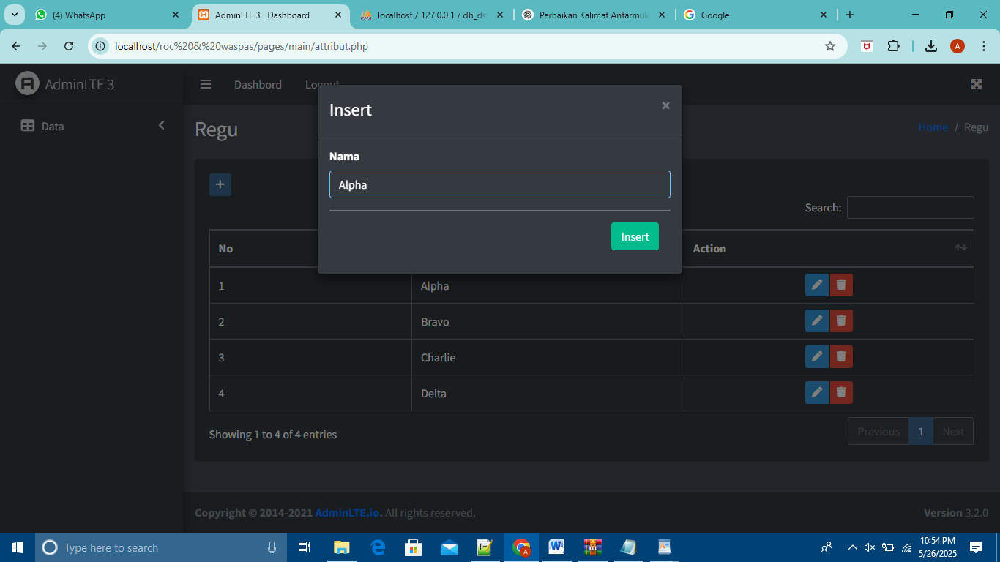 (4) WhatsApp
AdminLTE 3 | Dashboard
localhost / 127.0.0.1 / db_ds
Perbaikan Kalimat Antarmuk
Google
localhost/roc%20&%20waspas/pages/main/attribut.php
A
AdminLTE 3
Dashbord
Logout
Data
Regu
Home / Regu
Insert
×
Nama
Alpha
Insert
Search:
No
Action
1 Alpha
2 Bravo
3 Charlie
4 Delta
Showing 1 to 4 of 4 entries
Previous 1 Next
Copyright © 2014-2021 AdminLTE.io. All rights reserved.
Version 3.2.0
Type here to search
10:54 PM
5/26/2025